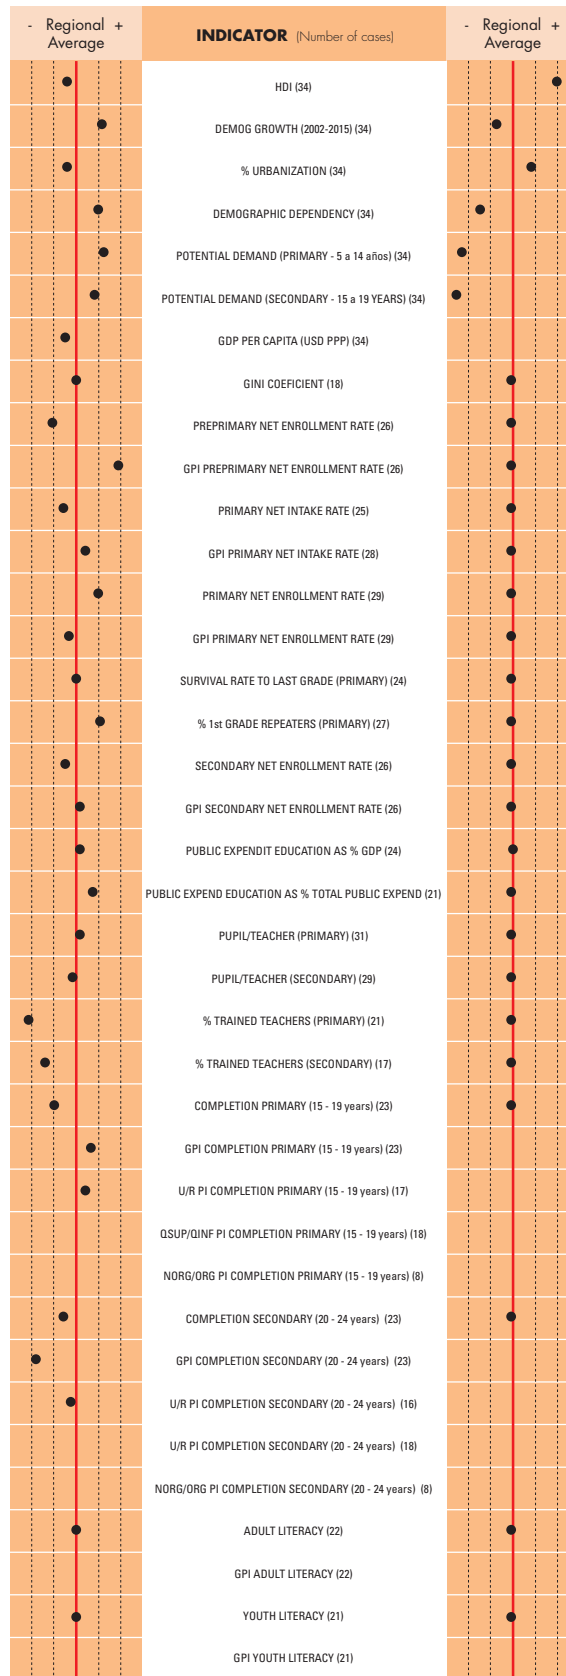 - Regional +
Average
INDICATOR (Number of cases)
- Regional +
Average
HDI (34)
DEMOG GROWTH (2002-2015) (34)
% URBANIZATION (34)
DEMOGRAPHIC DEPENDENCY (34)
POTENTIAL DEMAND (PRIMARY - 5 a 14 años) (34)
POTENTIAL DEMAND (SECONDARY - 15 a 19 YEARS) (34)
GDP PER CAPITA (USD PPP) (34)
GINI COEFICIENT (18)
PREPRIMARY NET ENROLLMENT RATE (26)
GPI PREPRIMARY NET ENROLLMENT RATE (26)
PRIMARY NET INTAKE RATE (25)
GPI PRIMARY NET INTAKE RATE (28)
PRIMARY NET ENROLLMENT RATE (29)
GPI PRIMARY NET ENROLLMENT RATE (29)
SURVIVAL RATE TO LAST GRADE (PRIMARY) (24)
% 1st GRADE REPEATERS (PRIMARY) (27)
SECONDARY NET ENROLLMENT RATE (26)
GPI SECONDARY NET ENROLLMENT RATE (26)
PUBLIC EXPENDIT EDUCATION AS % GDP (24)
PUBLIC EXPEND EDUCATION AS % TOTAL PUBLIC EXPEND (21)
PUPIL/TEACHER (PRIMARY) (31)
PUPIL/TEACHER (SECONDARY) (29)
% TRAINED TEACHERS (PRIMARY) (21)
% TRAINED TEACHERS (SECONDARY) (17)
COMPLETION PRIMARY (15 - 19 years) (23)
GPI COMPLETION PRIMARY (15 - 19 years) (23)
U/R PI COMPLETION PRIMARY (15 - 19 years) (17)
QSUP/QINF PI COMPLETION PRIMARY (15 - 19 years) (18)
NORG/ORG PI COMPLETION PRIMARY (15 - 19 years) (8)
COMPLETION SECONDARY (20 - 24 years) (23)
GPI COMPLETION SECONDARY (20 - 24 years) (23)
U/R PI COMPLETION SECONDARY (20 - 24 years) (16)
U/R PI COMPLETION SECONDARY (20 - 24 years) (18)
NORG/ORG PI COMPLETION SECONDARY (20 - 24 years) (8)
ADULT LITERACY (22)
GPI ADULT LITERACY (22)
YOUTH LITERACY (21)
GPI YOUTH LITERACY (21)